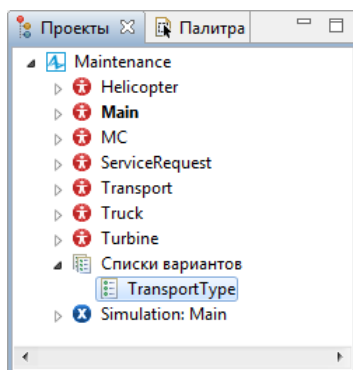 Проекты Палитра
Maintenance
Helicopter
Main
MC
ServiceRequest
Transport
Truck
Turbine
Списки вариантов
TransportType
Simulation: Main